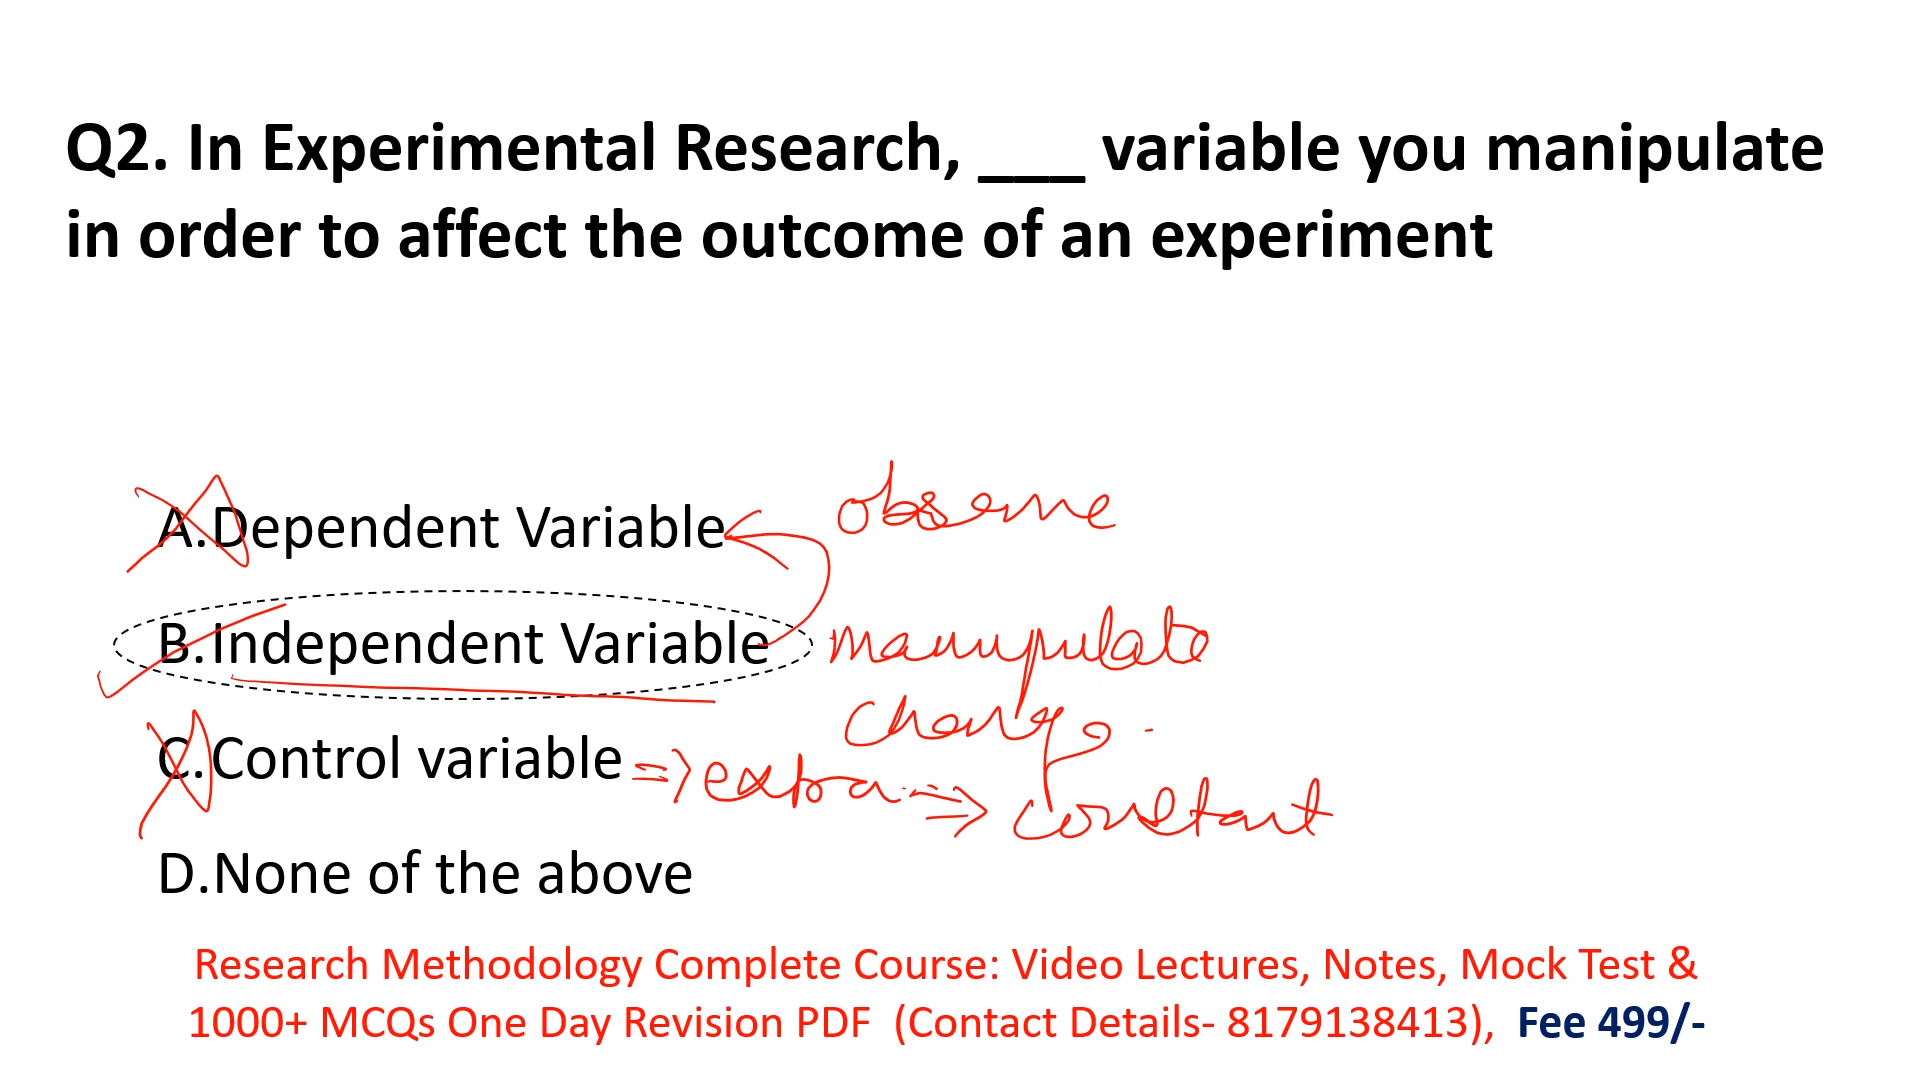 Q2. In Experimental Research, ___ variable you manipulate
in order to affect the outcome of an experiment
A.Dependent Variable observe
B.Independent Variable manipulate
change.
C.Control variable => extra => constant
D.None of the above
Research Methodology Complete Course: Video Lectures, Notes, Mock Test &
1000+ MCQs One Day Revision PDF (Contact Details- 8179138413), Fee 499/-